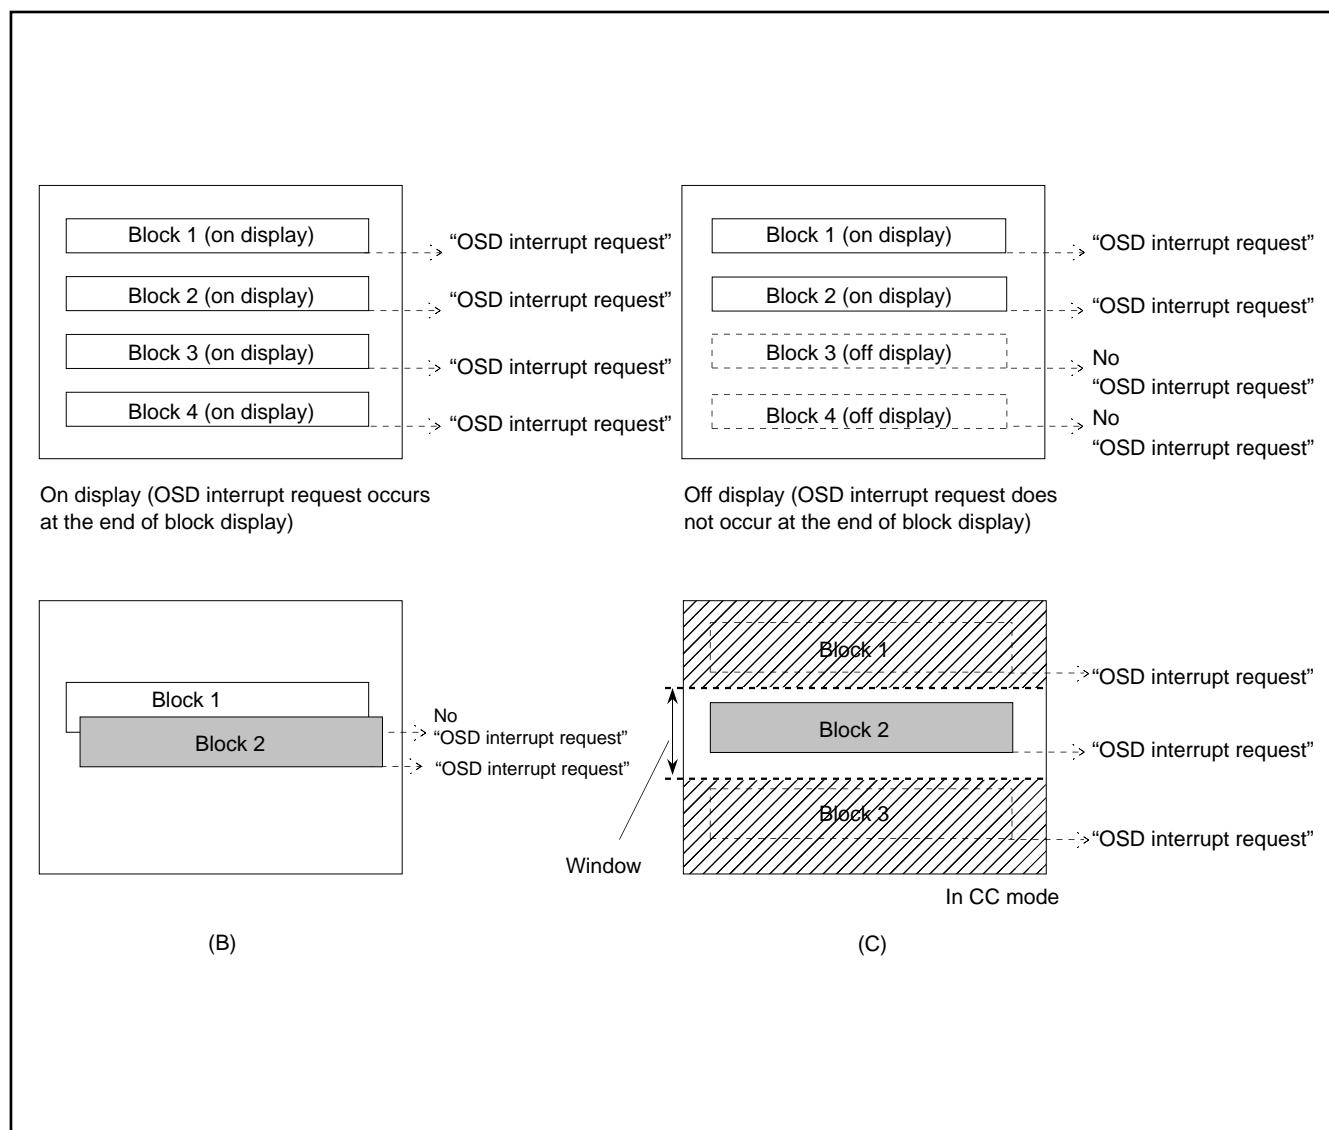 Block 1 (on display)
“OSD interrupt request”
Block 2 (on display)
“OSD interrupt request”
Block 3 (on display)
“OSD interrupt request”
Block 4 (on display)
“OSD interrupt request”
On display (OSD interrupt request occurs
at the end of block display)
Block 1 (on display)
“OSD interrupt request”
Block 2 (on display)
“OSD interrupt request”
Block 3 (off display)
No
“OSD interrupt request”
Block 4 (off display)
No
“OSD interrupt request”
Off display (OSD interrupt request does
not occur at the end of block display)
Block 1
Block 2
No
“OSD interrupt request”
“OSD interrupt request”
(B)
Block 1
“OSD interrupt request”
Block 2
“OSD interrupt request”
Block 3
“OSD interrupt request”
Window
In CC mode
(C)